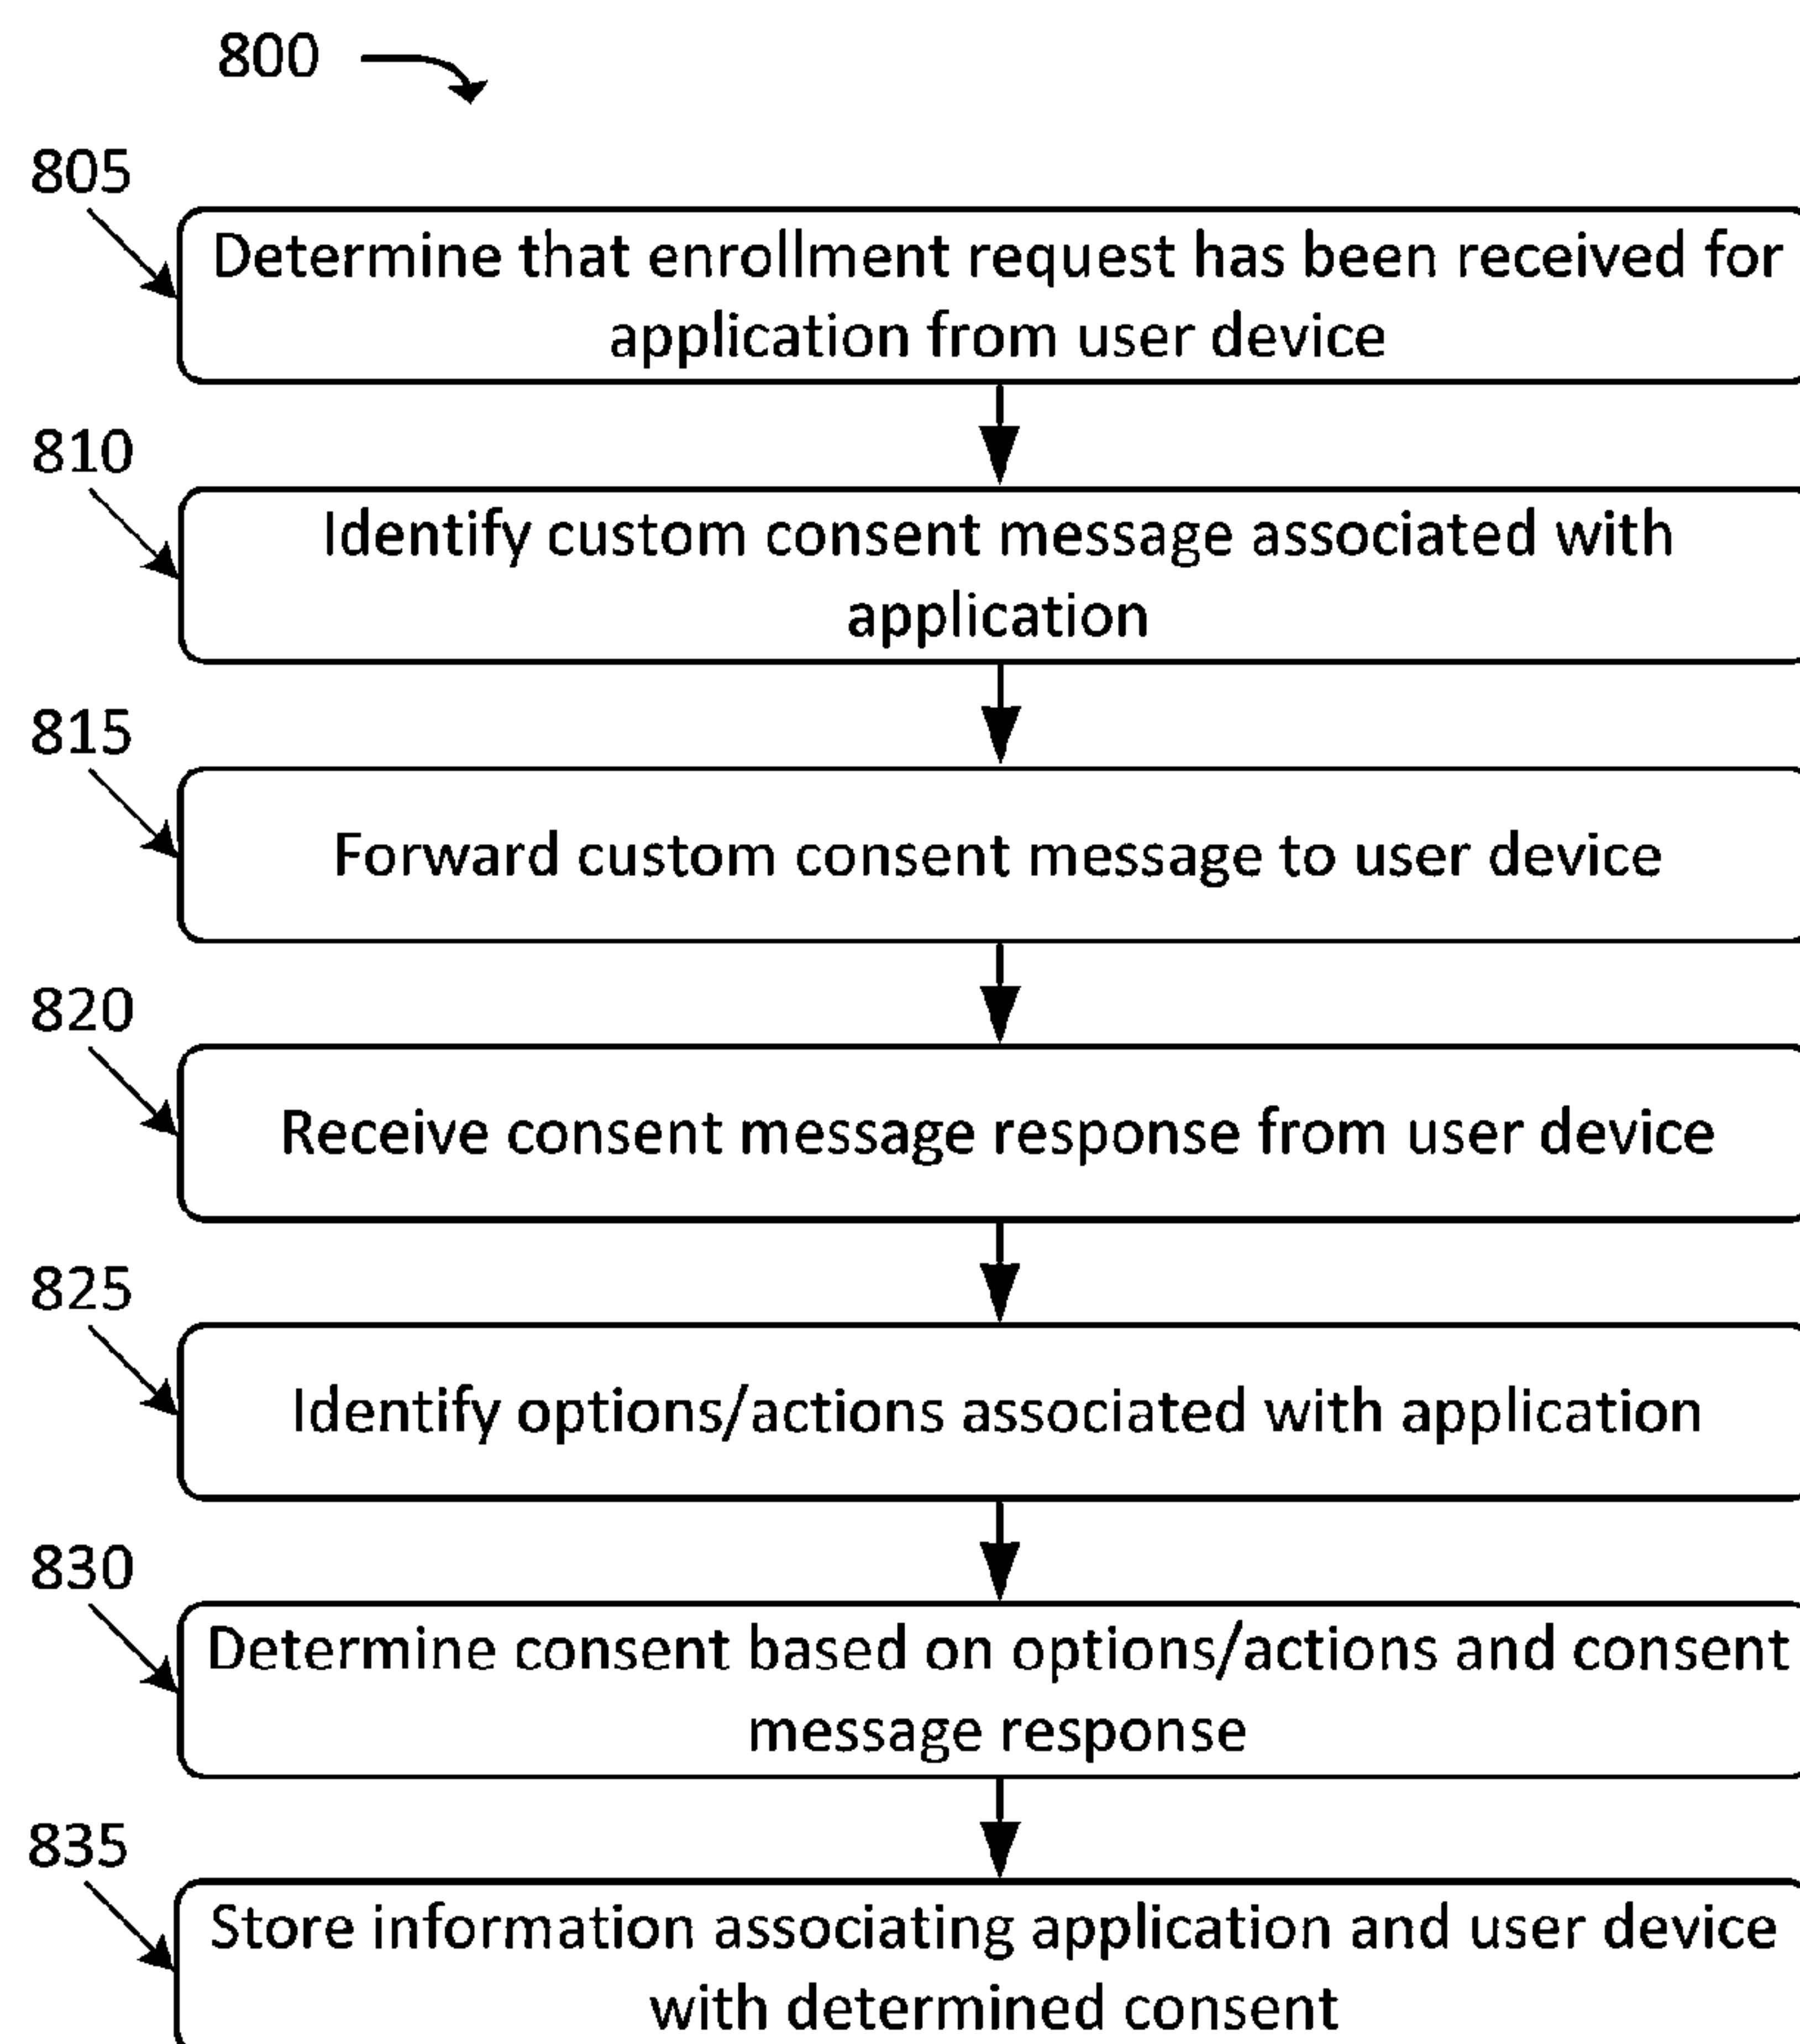 800
805
Determine that enrollment request has been received for
application from user device
810
Identify custom consent message associated with
application
815
Forward custom consent message to user device
820
Receive consent message response from user device
825
Identify options/actions associated with application
830
Determine consent based on options/actions and consent
message response
835
Store information associating application and user device
with determined consent